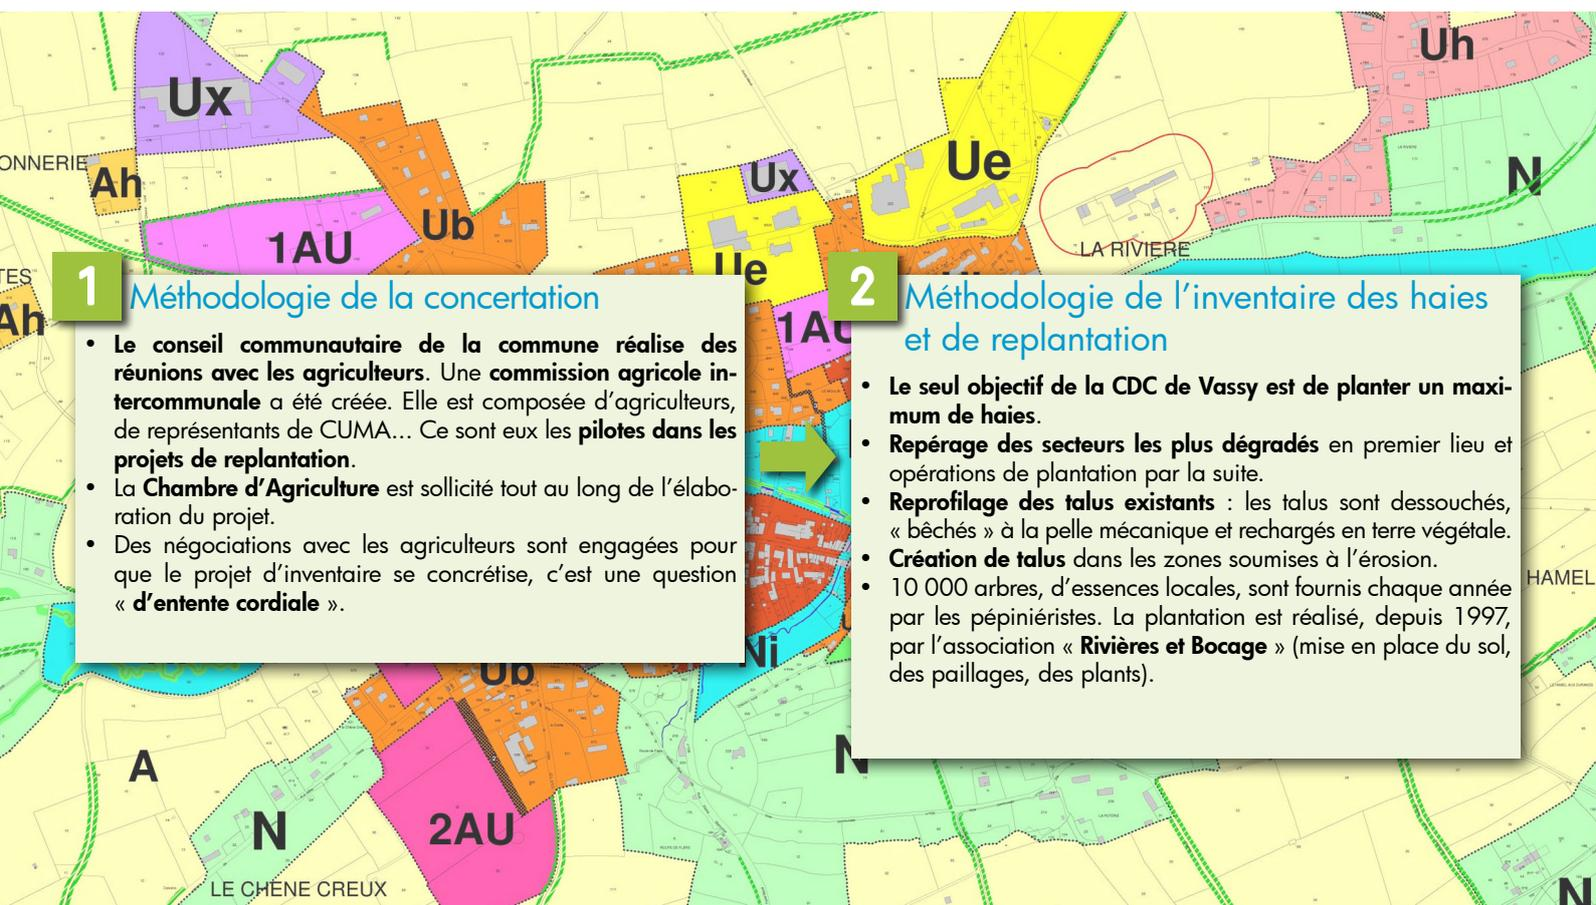 Uh
Ux
Ue
ONNERIE
Ah
Ux
N
Ub
1AU
LA RIVIERE
Ue
TES
Ah
1AU
1
Méthodologie de la concertation
• Le conseil communautaire de la commune réalise des
réunions avec les agriculteurs. Une commission agricole in-
tercommunale a été créée. Elle est composée d’agriculteurs,
de représentants de CUMA... Ce sont eux les pilotes dans les
projets de replantation.
• La Chambre d’Agriculture est sollicité tout au long de l’élabo-
ration du projet.
• Des négociations avec les agriculteurs sont engagées pour
que le projet d’inventaire se concrétise, c’est une question
« d’entente cordiale ».
2
Méthodologie de l’inventaire des haies
et de replantation
• Le seul objectif de la CDC de Vassy est de planter un maxi-
mum de haies.
• Repérage des secteurs les plus dégradés en premier lieu et
opérations de plantation par la suite.
• Reprofilage des talus existants : les talus sont dessouchés,
« bêchés » à la pelle mécanique et rechargés en terre végétale.
• Création de talus dans les zones soumises à l’érosion.
• 10 000 arbres, d’essences locales, sont fournis chaque année
par les pépiniéristes. La plantation est réalisé, depuis 1997,
par l’association « Rivières et Bocage » (mise en place du sol,
des paillages, des plants).
HAMEL
Ni
Ub
N
A
N
2AU
LE CHENE CREUX
N